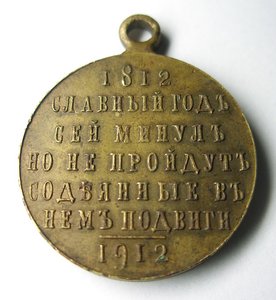 1812
СЛАВНЫЙ ГОДЪ
СЕЙ МИНУЛЪ
НО НЕ ПРОЙДУТЪ
СОДѢЯННЫЕ ВЪ
НЕМЪ ПОДВИГИ
1912